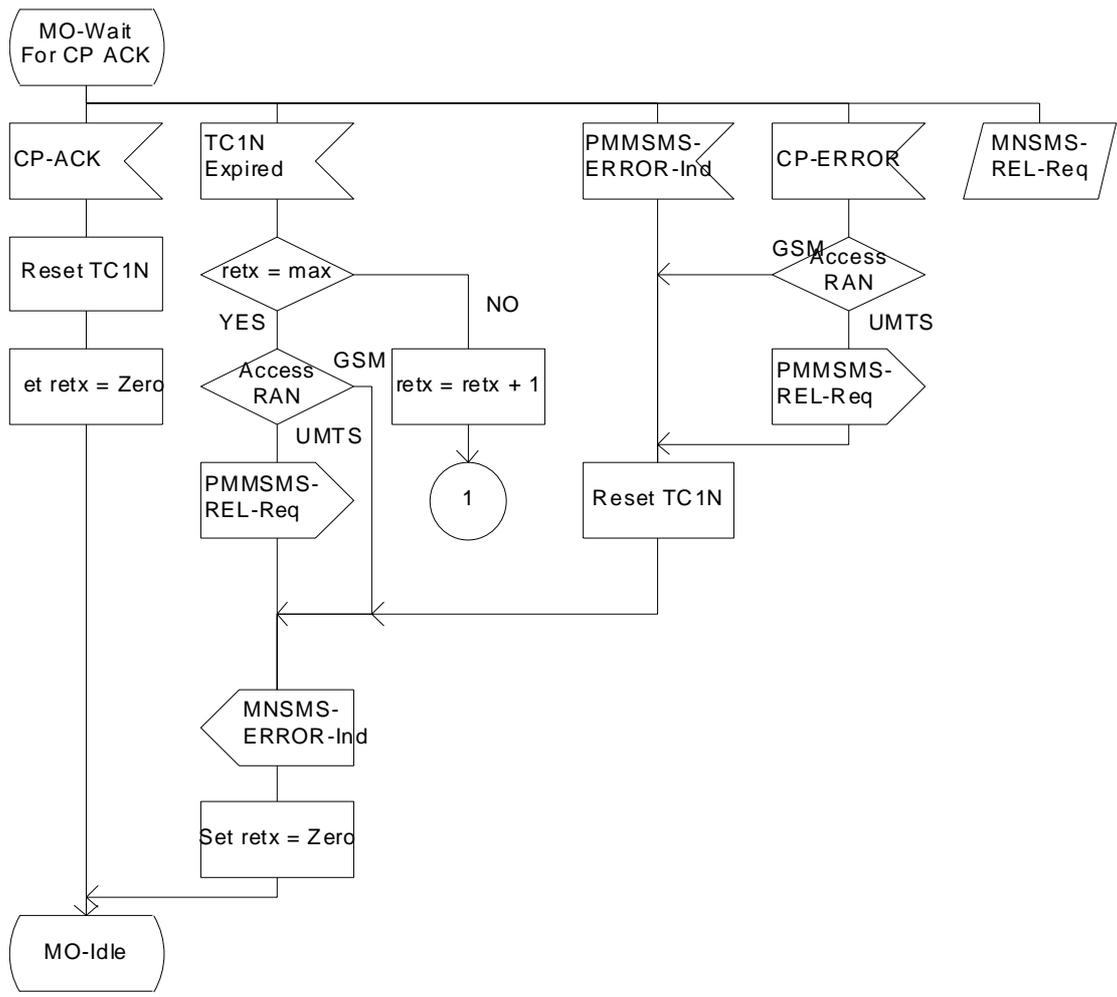 MO-Wait
For CP ACK
CP-ACK
TC1N
Expired
PMMSMS-
ERROR-Ind
CP-ERROR
MNSMS-
REL-Req
Reset TC1N
retx = max
GSM
Access
RAN
NO
YES
UMTS
et retx = Zero
Access
RAN
GSM
retx = retx + 1
PMMSMS-
REL-Req
UMTS
PMMSMS-
REL-Req
1
Reset TC1N
MNSMS-
ERROR-Ind
Set retx = Zero
MO-Idle